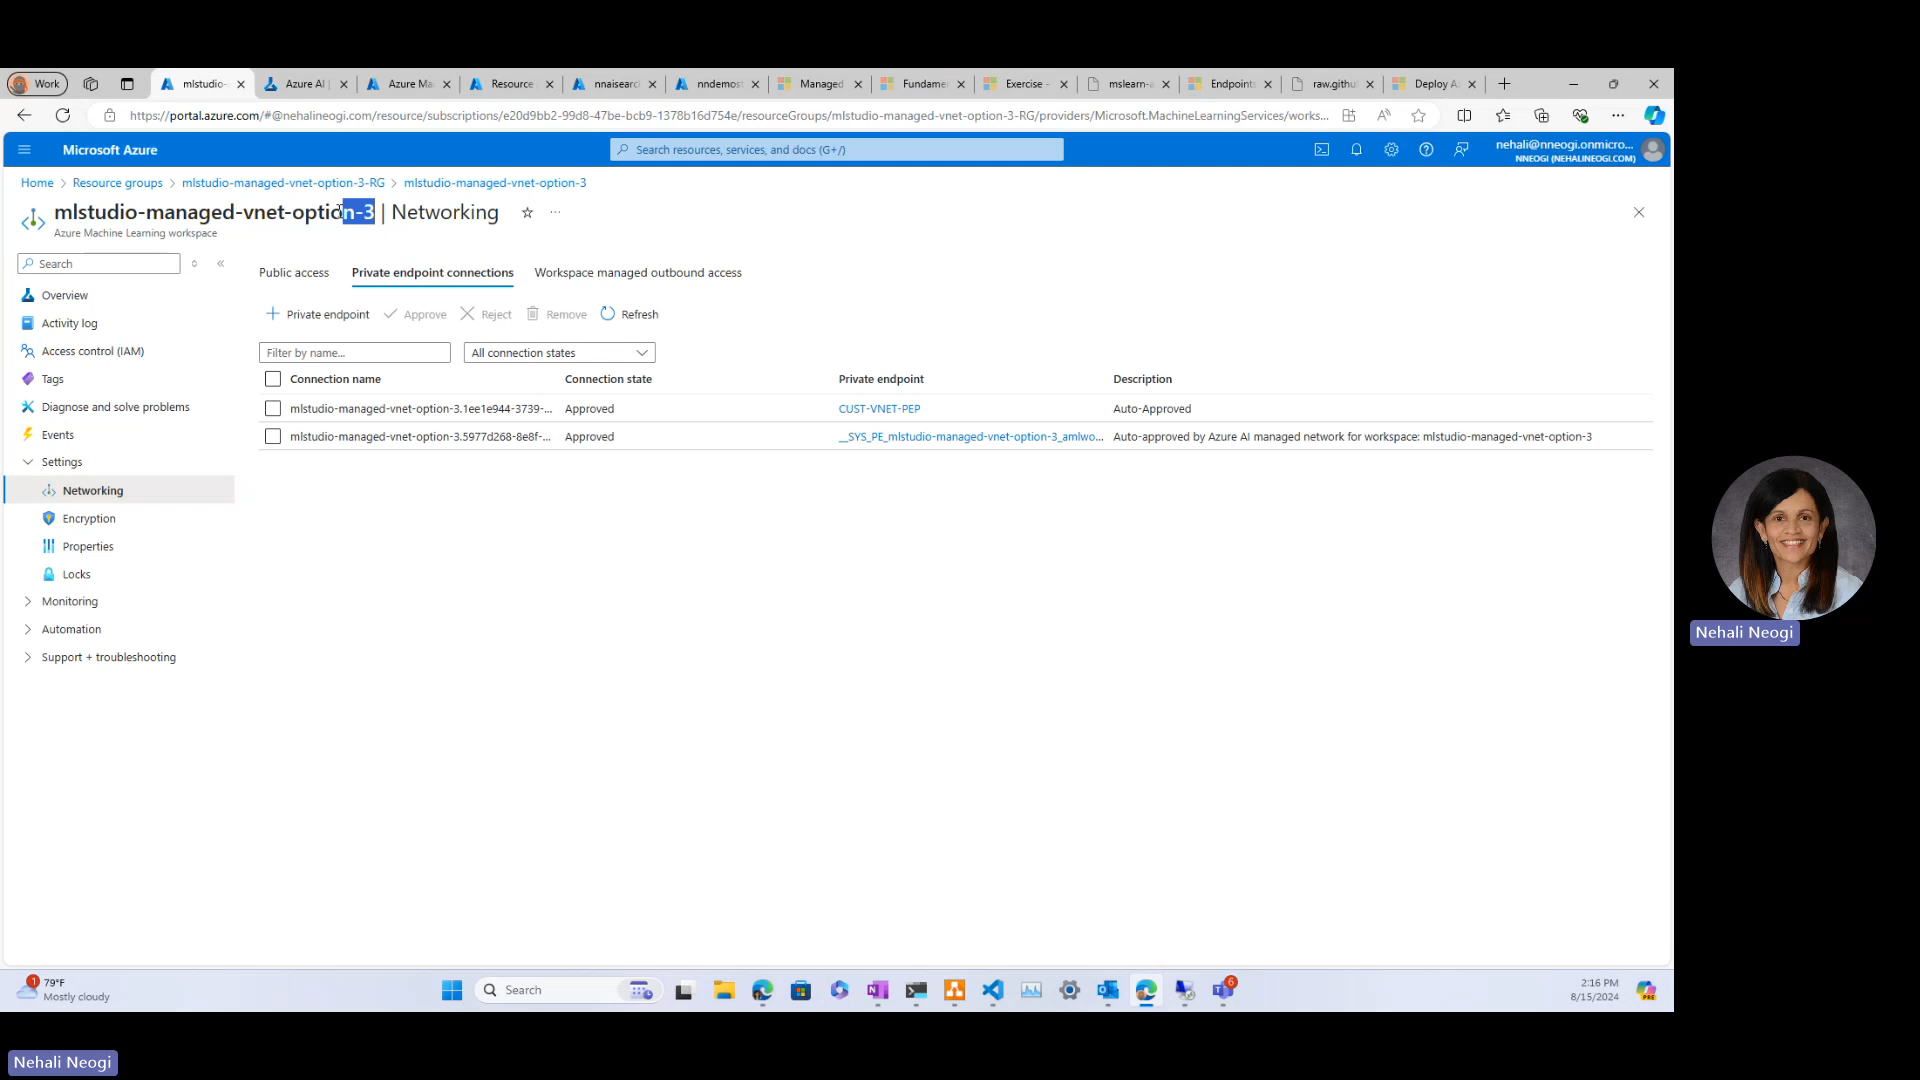 Work
mlstudio-
Azure AI |
Azure Ma
Resource
nnaisearc
nndemost
Managed
Fundame
Exercise -
mslearn-a
Endpoints
raw.githu
Deploy A
https://portal.azure.com/#@nehalineogi.com/resource/subscriptions/e20d9bb2-99d8-47be-bcb9-1378b16d754e/resourceGroups/mlstudio-managed-vnet-option-3-RG/providers/Microsoft.MachineLearningServices/works...
Microsoft Azure
Search resources, services, and docs (G+/)
nehali@nneogi.onmicro...
NNEOGI (NEHALINEOGI.COM)
Home > Resource groups > mlstudio-managed-vnet-option-3-RG > mlstudio-managed-vnet-option-3
mlstudio-managed-vnet-option-3 | Networking
Azure Machine Learning workspace
Search
Overview
Activity log
Access control (IAM)
Tags
Diagnose and solve problems
Events
Settings
Networking
Encryption
Properties
Locks
Monitoring
Automation
Support + troubleshooting
Public access
Private endpoint connections
Workspace managed outbound access
Private endpoint
Approve
Reject
Remove
Refresh
Filter by name...
All connection states
Connection name
Connection state
Private endpoint
Description
mlstudio-managed-vnet-option-3.1ee1e944-3739-...
Approved
CUST-VNET-PEP
Auto-Approved
mlstudio-managed-vnet-option-3.5977d268-8e8f-...
Approved
__SYS_PE_mlstudio-managed-vnet-option-3_amlwo...
Auto-approved by Azure AI managed network for workspace: mlstudio-managed-vnet-option-3
Nehali Neogi
1
79°F
Mostly cloudy
Search
6
2:16 PM
8/15/2024
PRE
Nehali Neogi